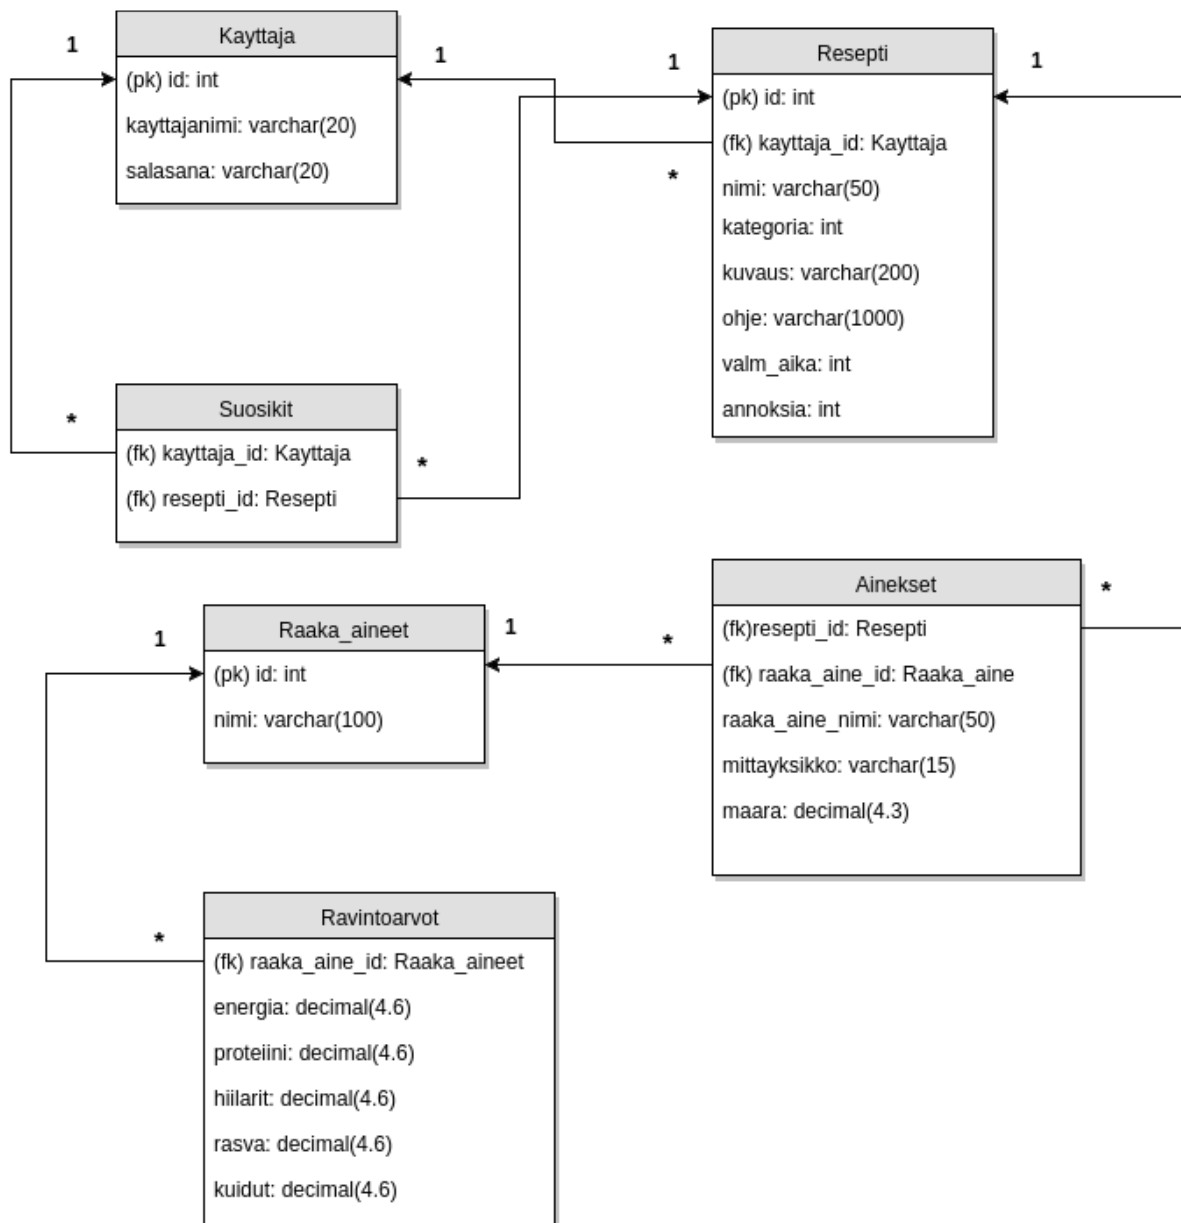 Kayttaja
(pk) id: int
kayttajanimi: varchar(20)
salasana: varchar(20)
1
1
Resepti
(pk) id: int
(fk) kayttaja_id: Kayttaja
nimi: varchar(50)
kategoria: int
kuvaus: varchar(200)
ohje: varchar(1000)
valm_aika: int
annoksia: int
1
1
*
Suosikit
(fk) kayttaja_id: Kayttaja
(fk) resepti_id: Resepti
*
*
Raaka_aineet
(pk) id: int
nimi: varchar(100)
1
1
Ainekset
(fk)resepti_id: Resepti
(fk) raaka_aine_id: Raaka_aine
raaka_aine_nimi: varchar(50)
mittayksikko: varchar(15)
maara: decimal(4.3)
*
*
Ravintoarvot
(fk) raaka_aine_id: Raaka_aineet
energia: decimal(4.6)
proteiini: decimal(4.6)
hiilarit: decimal(4.6)
rasva: decimal(4.6)
kuidut: decimal(4.6)
*